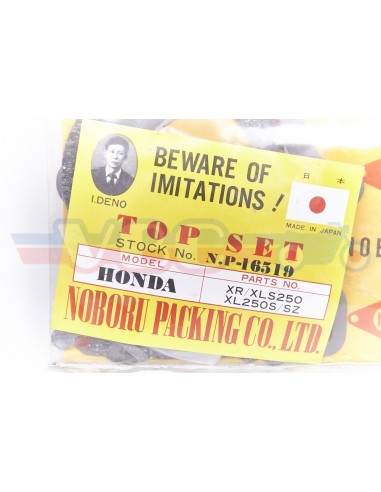 BEWARE OF
IMITATIONS!
I.DENO
日本
MADE IN JAPAN
TOP SET
STOCK No. N.P-16519
MODEL
PARTS NO.
HONDA
XR/XLS250
XL250S/SZ
NOBORU PACKING CO., LTD.